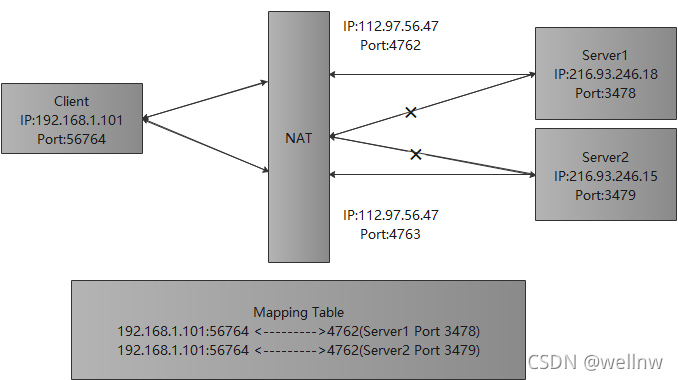 IP:112.97.56.47
Port:4762
Server1
IP:216.93.246.18
Port:3478
Client
IP:192.168.1.101
Port:56764
NAT
Server2
IP:216.93.246.15
Port:3479
IP:112.97.56.47
Port:4763
Mapping Table
192.168.1.101:56764 <--------->4762(Server1 Port 3478)
192.168.1.101:56764 <--------->4762(Server2 Port 3479)
CSDN @wellnw